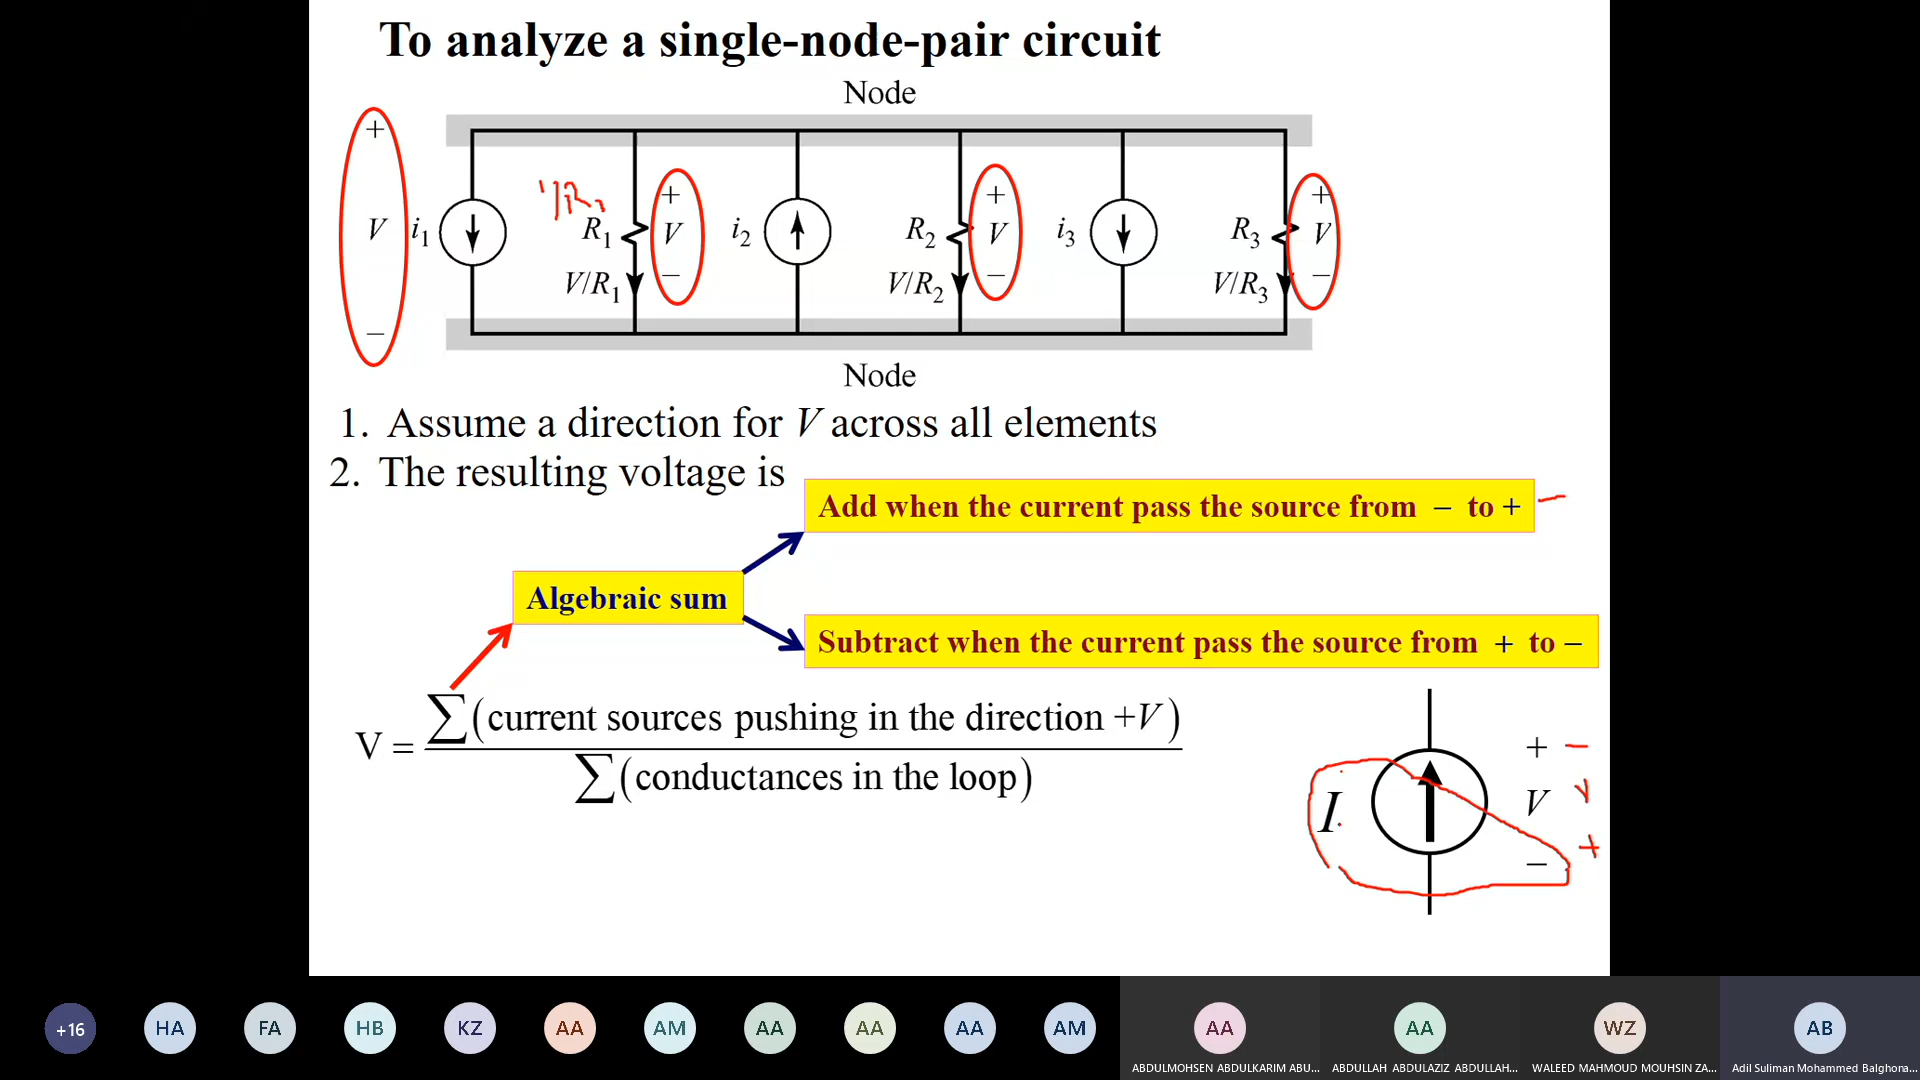 To analyze a single-node-pair circuit
Node
+ + + +
V i1 R1 V i2 R2 V i3 R3 V
1/R1
V/R1 − V/R2 − V/R3 −
−
Node
1. Assume a direction for V across all elements
2. The resulting voltage is
Add when the current pass the source from − to + −
Algebraic sum
Subtract when the current pass the source from + to −
V = ∑(current sources pushing in the direction +V)
∑(conductances in the loop)
+ −
I V V
− +
+16 HA FA HB KZ AA AM AA AA AA AM AA AA WZ AB
ABDULMOHSEN ABDULKARIM ABU... ABDULLAH ABDULAZIZ ABDULLAH... WALEED MAHMOUD MOUHSIN ZA... Adil Suliman Mohammed Balghona...